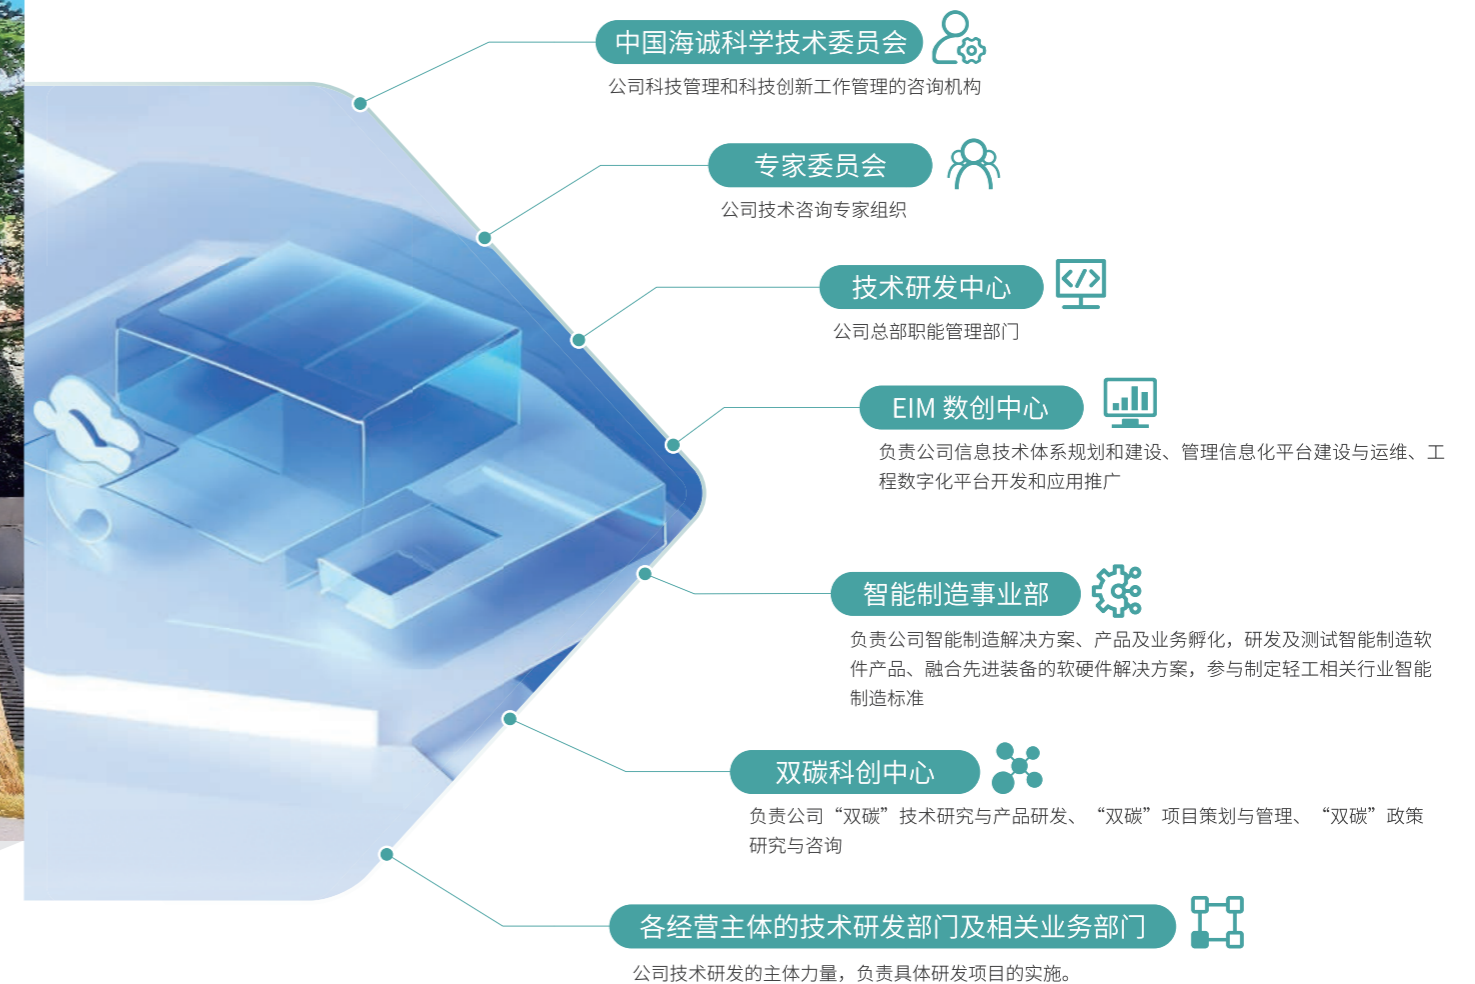 中国海诚科学技术委员会
公司科技管理和科技创新工作管理的咨询机构
专家委员会
公司技术咨询专家组织
技术研发中心
公司总部职能管理部门
EIM 数创中心
负责公司信息技术体系规划和建设、管理信息化平台建设与运维、工
程数字化平台开发和应用推广
智能制造事业部
负责公司智能制造解决方案、产品及业务孵化，研发及测试智能制造软
件产品、融合先进装备的软硬件解决方案，参与制定轻工相关行业智能
制造标准
双碳科创中心
负责公司“双碳”技术研究与产品研发、“双碳”项目策划与管理、“双碳”政策
研究与咨询
各经营主体的技术研发部门及相关业务部门
公司技术研发的主体力量，负责具体研发项目的实施。